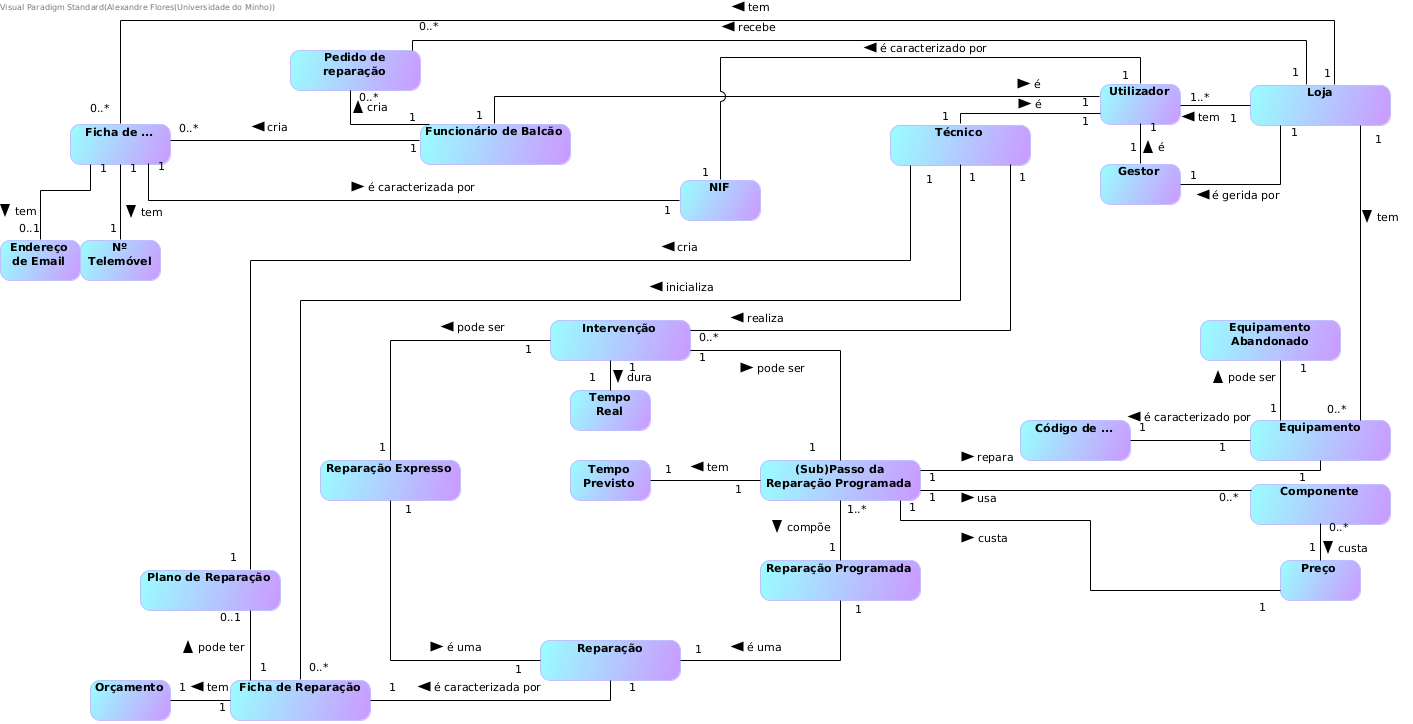 Visual Paradigm Standard(Alexandre Flores(Universidade do Minho))
tem
0..*
recebe
é caracterizado por
Pedido de
reparação
1
1
1
é
Utilizador
Loja
0..*
cria
1..*
0..*
é
1
tem
1
1
1
1
Ficha de ...
0..*
cria
Funcionário de Balcão
1
Técnico
1
1
1
1
1
é
1
1
1
1
1
NIF
1
1
1
Gestor
1
é caracterizada por
1
é gerida por
tem
tem
tem
0..1
1
Endereço
de Email
Nº
Telemóvel
cria
inicializa
realiza
pode ser
Intervenção
0..*
1
1
pode ser
1
1
dura
Tempo
Real
Equipamento
Abandonado
1
pode ser
1
0..*
é caracterizado por
Código de ...
1
1
Equipamento
1
1
Reparação Expresso
Tempo
Previsto
1
tem
1
(Sub)Passo da
Reparação Programada
repara
1
1
1
usa
0..*
Componente
1
1
1..*
compõe
custa
0..*
1
custa
1
Reparação Programada
Preço
1
1
1
Plano de Reparação
0..1
pode ter
1
0..*
é uma
1
Reparação
1
é uma
Orçamento
1
tem
1
Ficha de Reparação
1
é caracterizada por
1